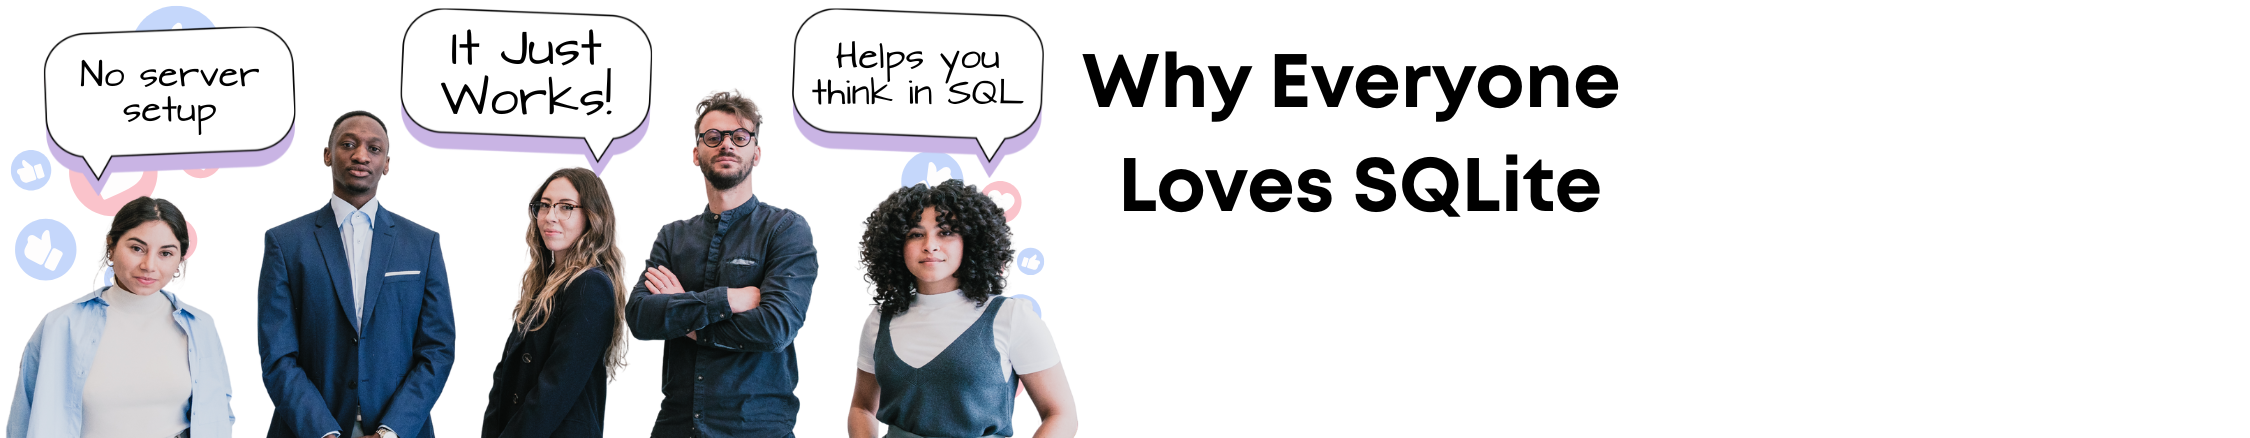 No server
setup
It Just
Works!
Helps you
think in SQL
Why Everyone
Loves SQLite